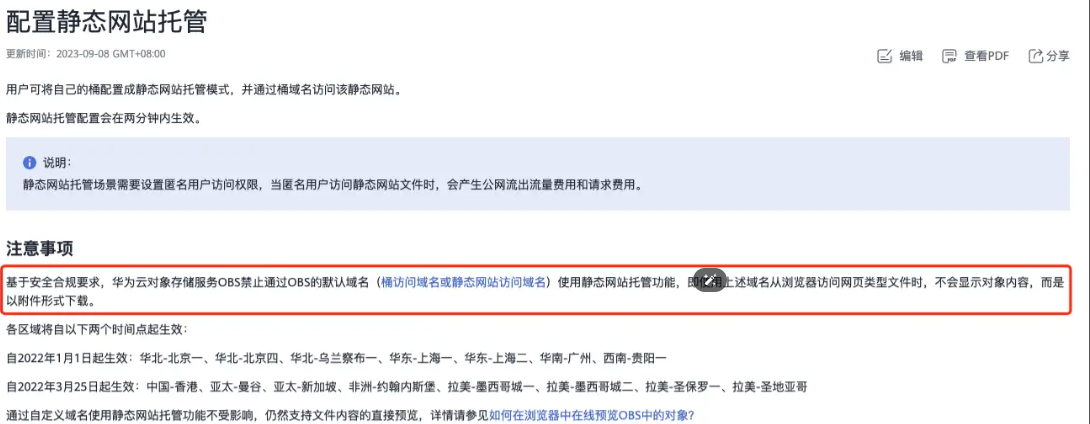 配置静态网站托管
更新时间：2023-09-08 GMT+08:00
编辑 查看PDF 分享
用户可将自己的桶配置成静态网站托管模式，并通过桶域名访问该静态网站。
静态网站托管配置会在两分钟内生效。
说明：
静态网站托管场景需要设置匿名用户访问权限，当匿名用户访问静态网站文件时，会产生公网流出流量费用和请求费用。
注意事项
基于安全合规要求，华为云对象存储服务OBS禁止通过OBS的默认域名（桶访问域名或静态网站访问域名）使用静态网站托管功能，即使用上述域名从浏览器访问网页类型文件时，不会显示对象内容，而是
以附件形式下载。
各区域将自以下两个时间点起生效：
自2022年1月1日起生效：华北-北京一、华北-北京四、华北-乌兰察布一、华东-上海一、华东-上海二、华南-广州、西南-贵阳一
自2022年3月25日起生效：中国-香港、亚太-曼谷、亚太-新加坡、非洲-约翰内斯堡、拉美-墨西哥城一、拉美-墨西哥城二、拉美-圣保罗一、拉美-圣地亚哥
通过自定义域名使用静态网站托管功能不受影响，仍然支持文件内容的直接预览，详情请参见如何在浏览器中在线预览OBS中的对象？